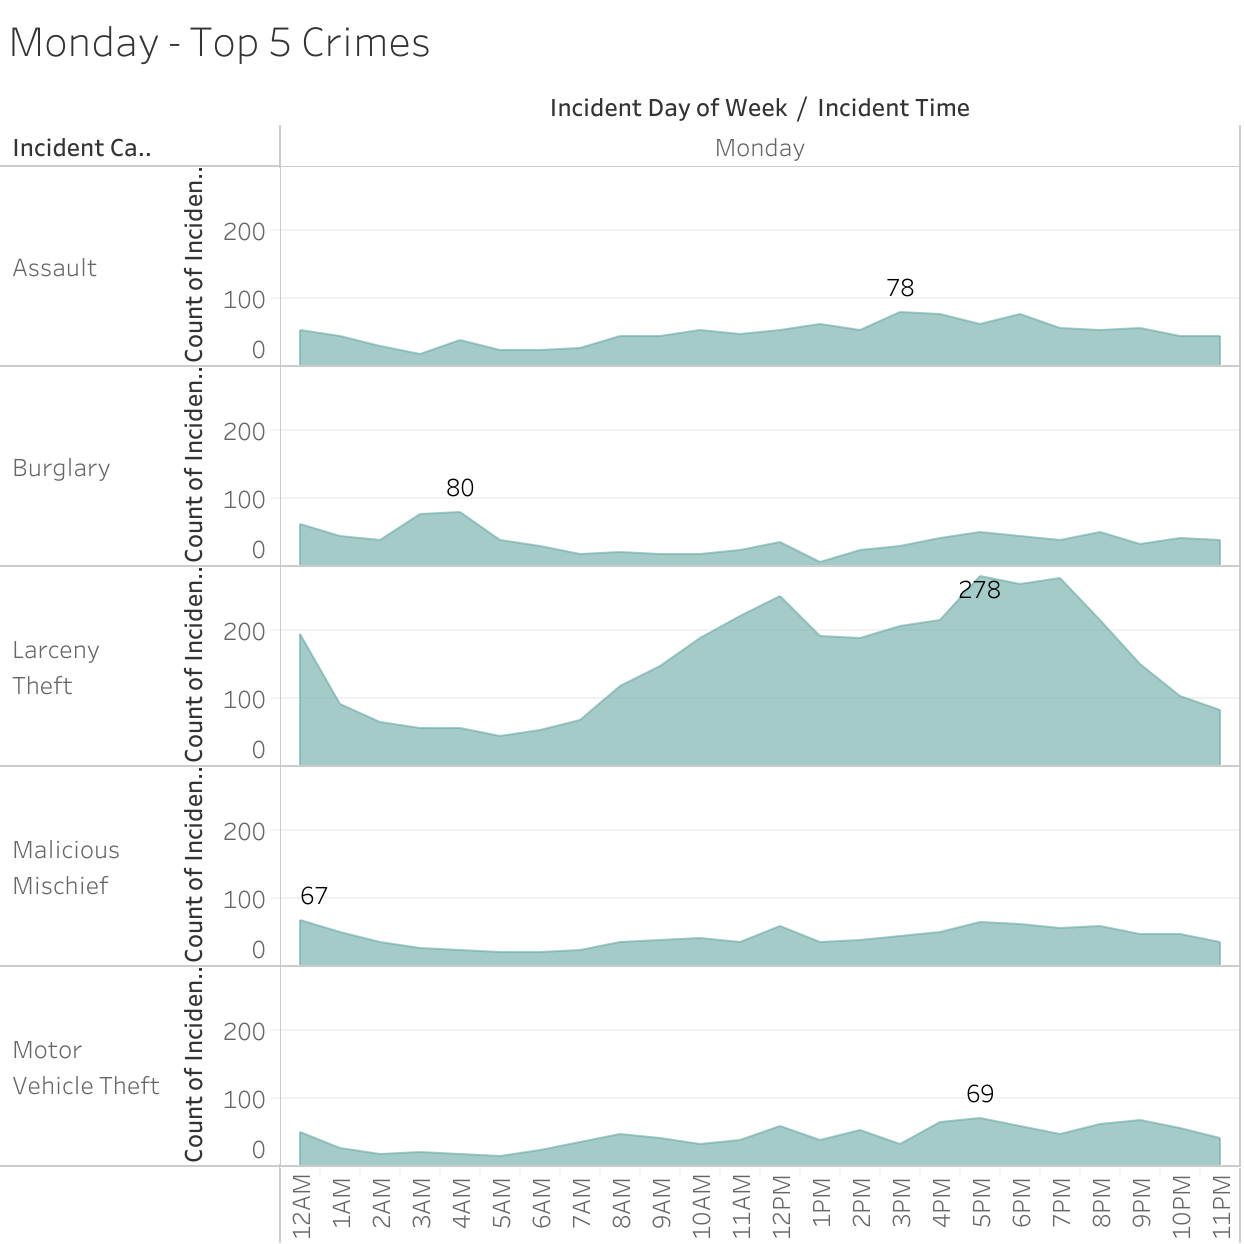 Monday - Top 5 Crimes
Incident Day of Week / Incident Time
Incident Ca..
Monday
Assault
Count of Inciden..
200
100
0
78
Burglary
Count of Inciden..
200
100
0
80
Larceny
Theft
Count of Inciden..
200
100
0
278
Malicious
Mischief
Count of Inciden..
200
100
0
67
Motor
Vehicle Theft
Count of Inciden..
200
100
0
69
12AM
1AM
2AM
3AM
4AM
5AM
6AM
7AM
8AM
9AM
10AM
11AM
12PM
1PM
2PM
3PM
4PM
5PM
6PM
7PM
8PM
9PM
10PM
11PM